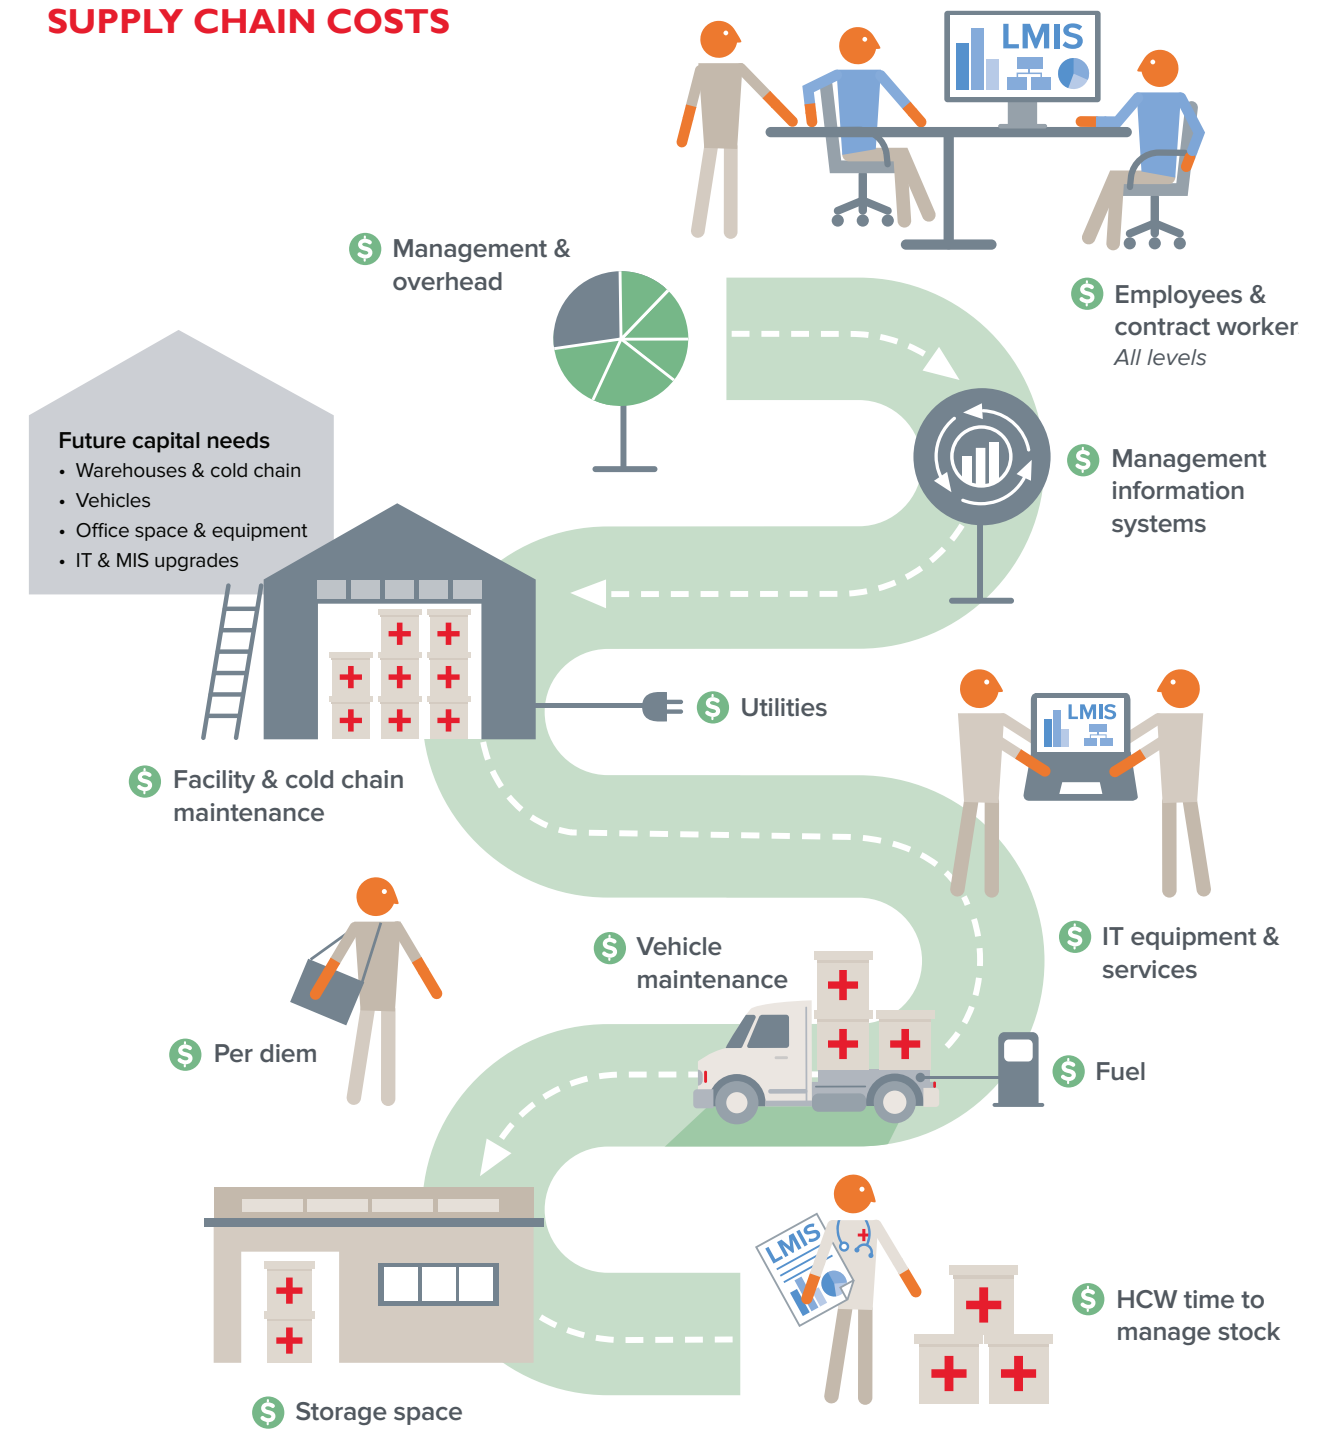 SUPPLY CHAIN COSTS
LMIS
$ Management &
overhead
$ Employees &
contract worker
All levels
Future capital needs
• Warehouses & cold chain
• Vehicles
• Office space & equipment
• IT & MIS upgrades
$ Management
information
systems
$ Utilities
LMIS
$ Facility & cold chain
maintenance
$ IT equipment &
services
$ Vehicle
maintenance
$ Per diem
$ Fuel
LMIS
$ HCW time to
manage stock
$ Storage space